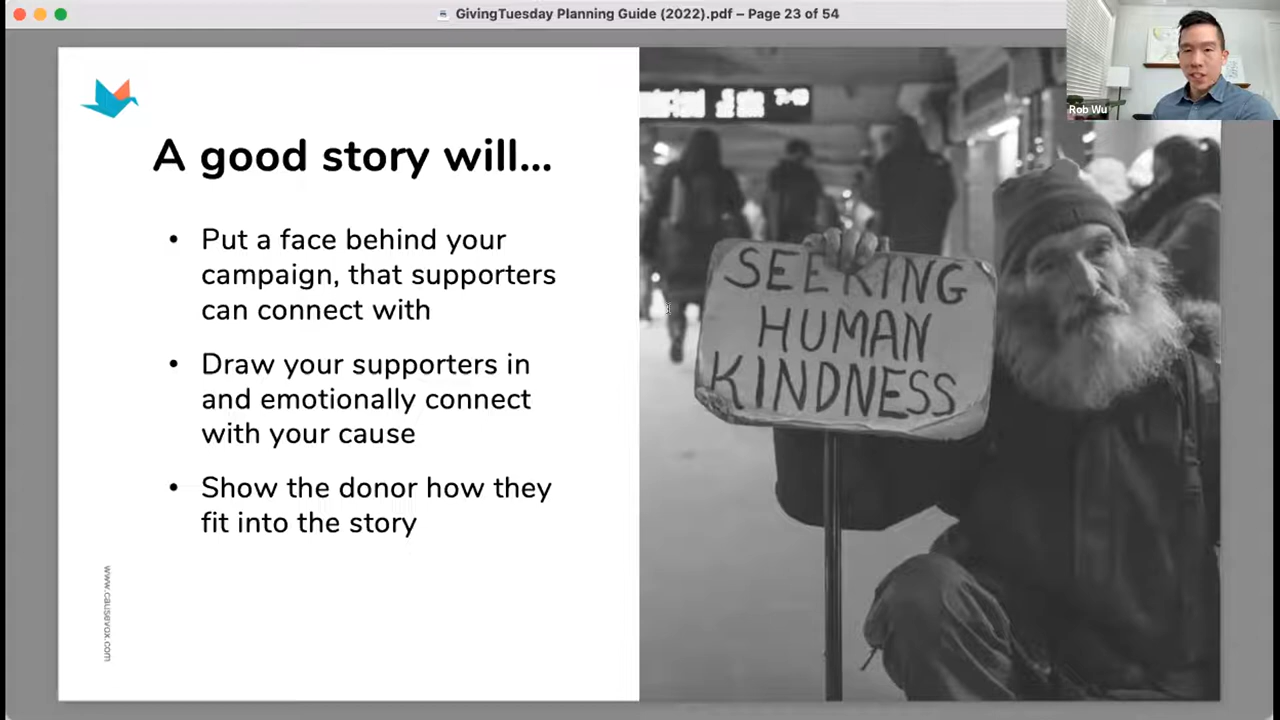 GivingTuesday Planning Guide (2022).pdf – Page 23 of 54
Rob Wu
A good story will...
• Put a face behind your
campaign, that supporters
can connect with
• Draw your supporters in
and emotionally connect
with your cause
• Show the donor how they
fit into the story
www.causevox.com
SEEKING
HUMAN
KINDNESS